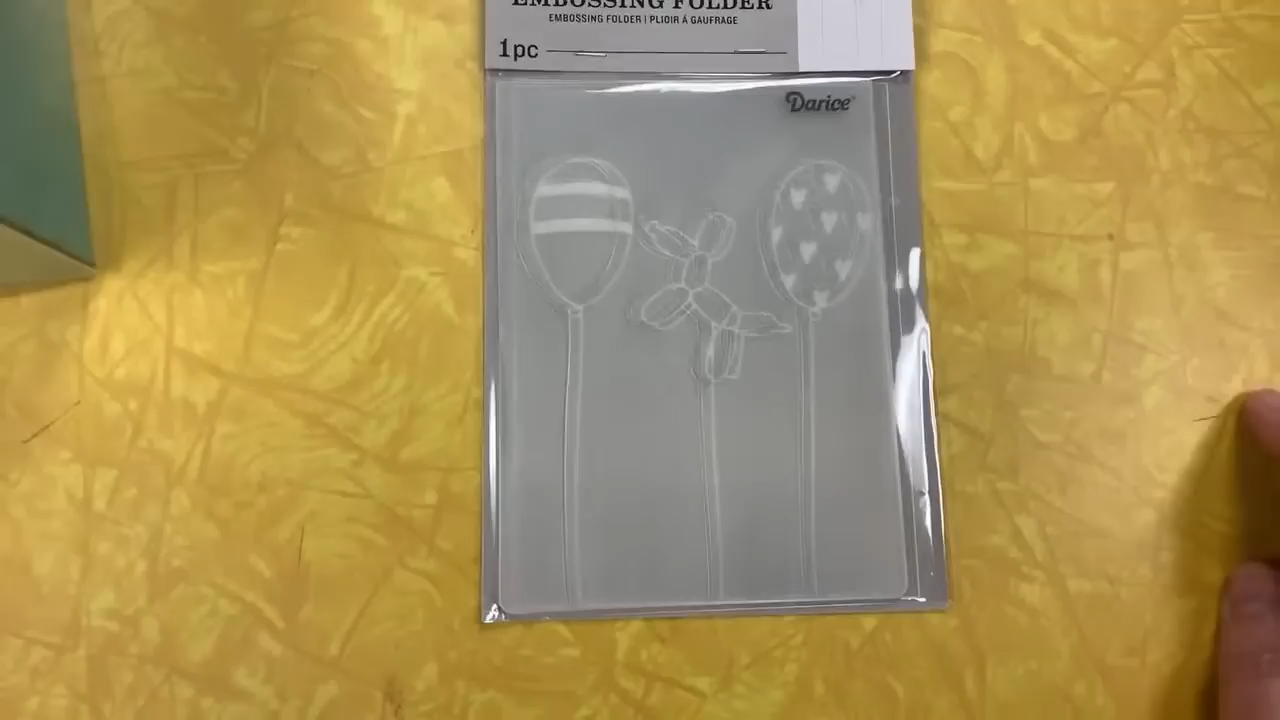 EMBOSSING FOLDER
EMBOSSING FOLDER | PLIOIR Á GAUFRAGE
1pc
Darice